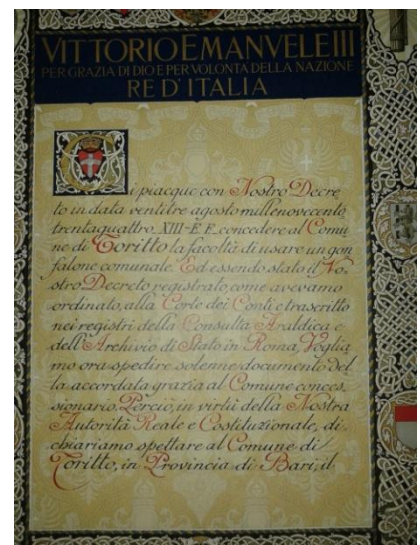 VITTORIO EMANVELE III
PER GRAZIA DI DIO E PER VOLONTA DELLA NAZIONE
RE D'ITALIA
Ci piacque con Nostro Decre
to in data ventitre agosto millenovecento,
trentaquattro, XIII-E.F. concedere al Comu
ne di Toritto la facoltà di usare un gon
falone comunale. Ed essendo stato il No,
stro Decreto registrato, come avevamo
ordinato, alla Corte dei Conti e trascritto
nei registri della Consulta Araldica e
dell'Archivio di Stato in Roma, Voglia,
mo ora spedire solenne documento del
la accordata grazia al Comune conces,
sionario. Perciò, in virtù della Nostra
Autorità Reale e Costituzionale, di,
chiariamo spettare al Comune di
Toritto, in Provincia di Bari, il